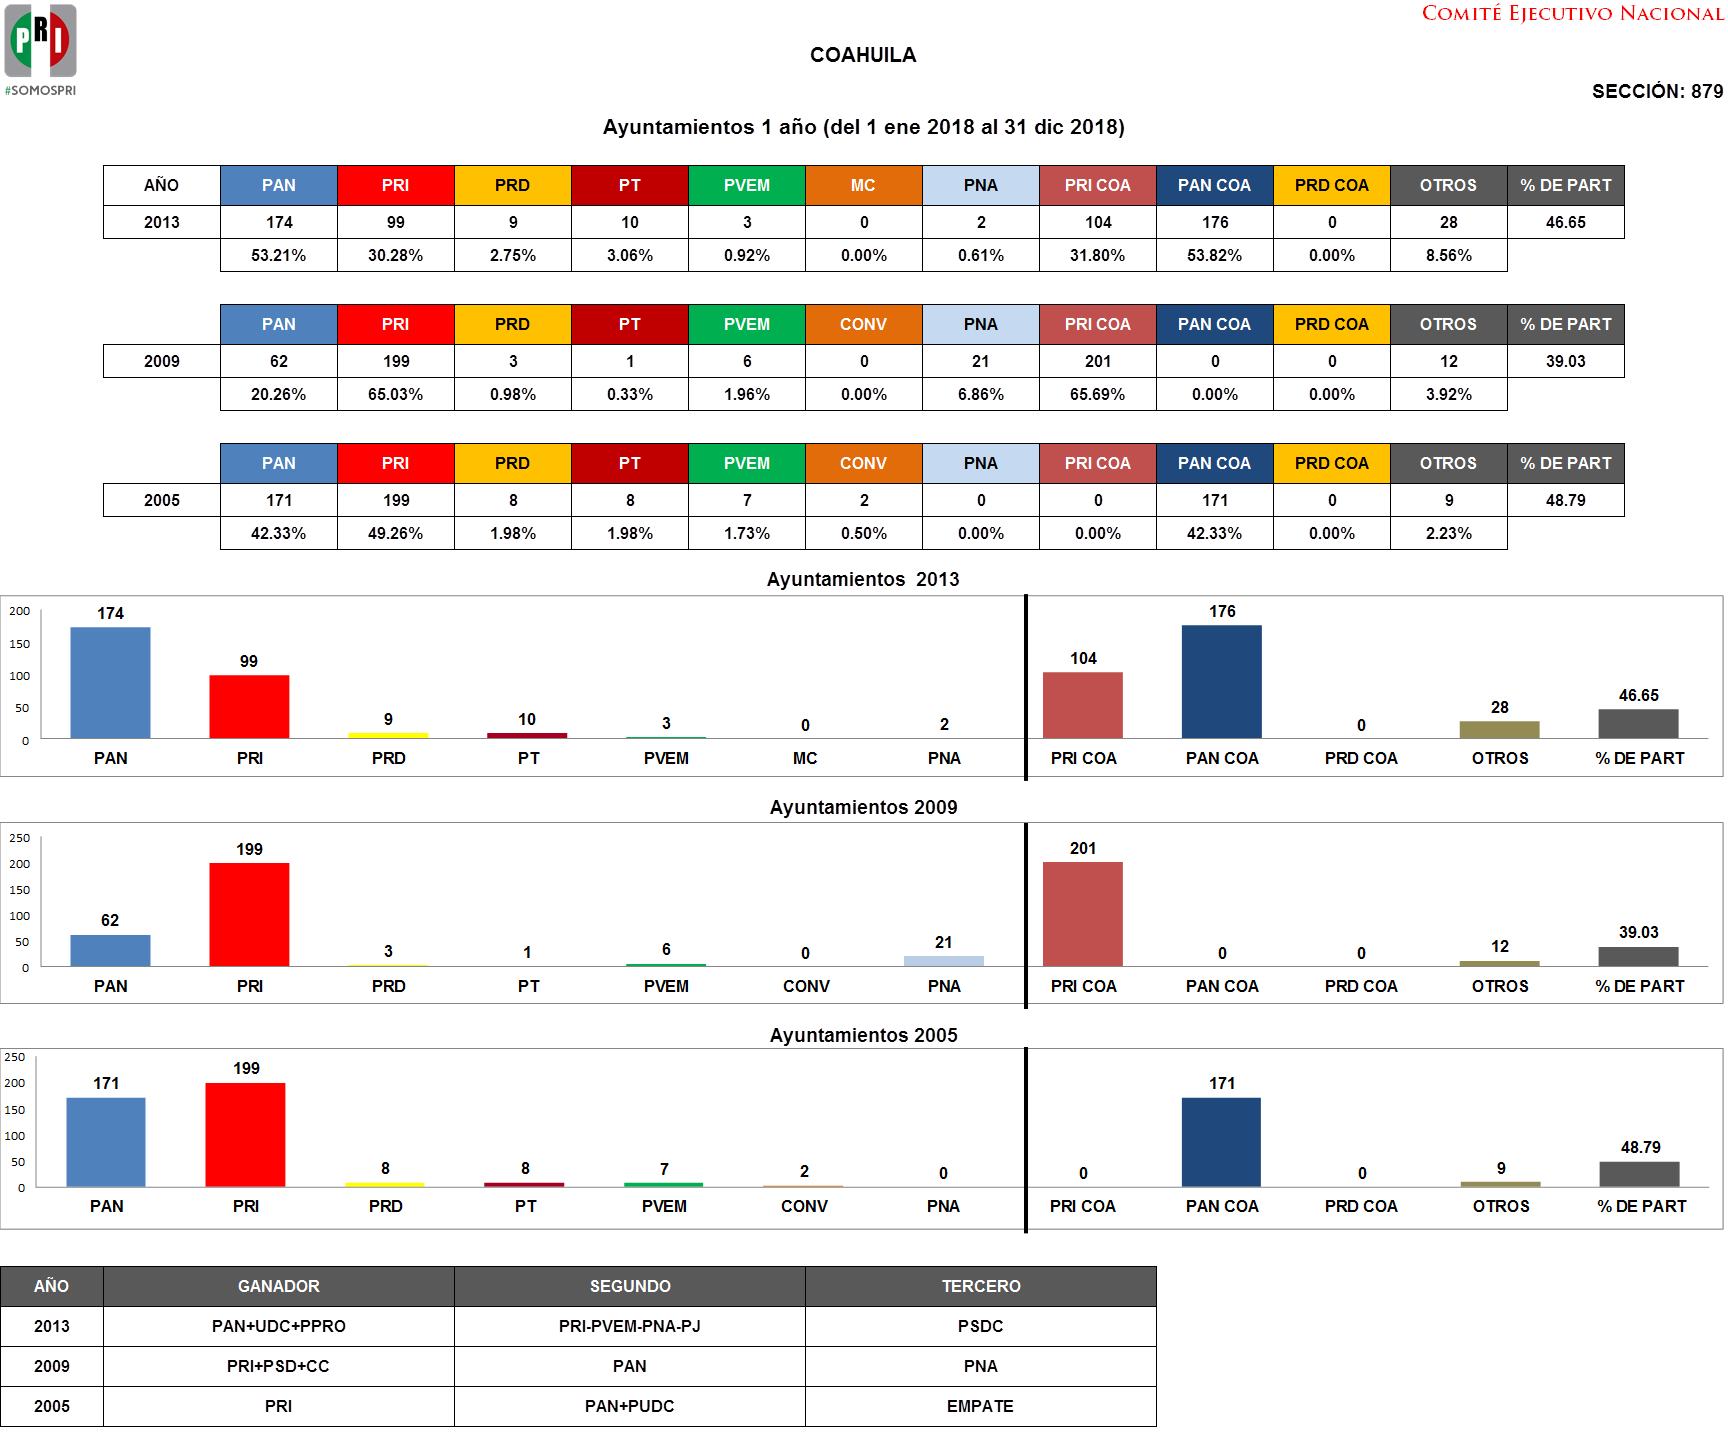 COMITÉ EJECUTIVO NACIONAL
PRI
#SOMOSPRI
COAHUILA
SECCIÓN: 879
Ayuntamientos 1 año (del 1 ene 2018 al 31 dic 2018)
AÑO PAN PRI PRD PT PVEM MC PNA PRI COA PAN COA PRD COA OTROS % DE PART
2013 174 99 9 10 3 0 2 104 176 0 28 46.65
53.21% 30.28% 2.75% 3.06% 0.92% 0.00% 0.61% 31.80% 53.82% 0.00% 8.56%
PAN PRI PRD PT PVEM CONV PNA PRI COA PAN COA PRD COA OTROS % DE PART
2009 62 199 3 1 6 0 21 201 0 0 12 39.03
20.26% 65.03% 0.98% 0.33% 1.96% 0.00% 6.86% 65.69% 0.00% 0.00% 3.92%
PAN PRI PRD PT PVEM CONV PNA PRI COA PAN COA PRD COA OTROS % DE PART
2005 171 199 8 8 7 2 0 0 171 0 9 48.79
42.33% 49.26% 1.98% 1.98% 1.73% 0.50% 0.00% 0.00% 42.33% 0.00% 2.23%
Ayuntamientos 2013
200
150
100
50
0
174 99 9 10 3 0 2 104 176 0 28 46.65
PAN PRI PRD PT PVEM MC PNA PRI COA PAN COA PRD COA OTROS % DE PART
Ayuntamientos 2009
250
200
150
100
50
0
62 199 3 1 6 0 21 201 0 0 12 39.03
PAN PRI PRD PT PVEM CONV PNA PRI COA PAN COA PRD COA OTROS % DE PART
Ayuntamientos 2005
250
200
150
100
50
0
171 199 8 8 7 2 0 0 171 0 9 48.79
PAN PRI PRD PT PVEM CONV PNA PRI COA PAN COA PRD COA OTROS % DE PART
AÑO GANADOR SEGUNDO TERCERO
2013 PAN+UDC+PPRO PRI-PVEM-PNA-PJ PSDC
2009 PRI+PSD+CC PAN PNA
2005 PRI PAN+PUDC EMPATE